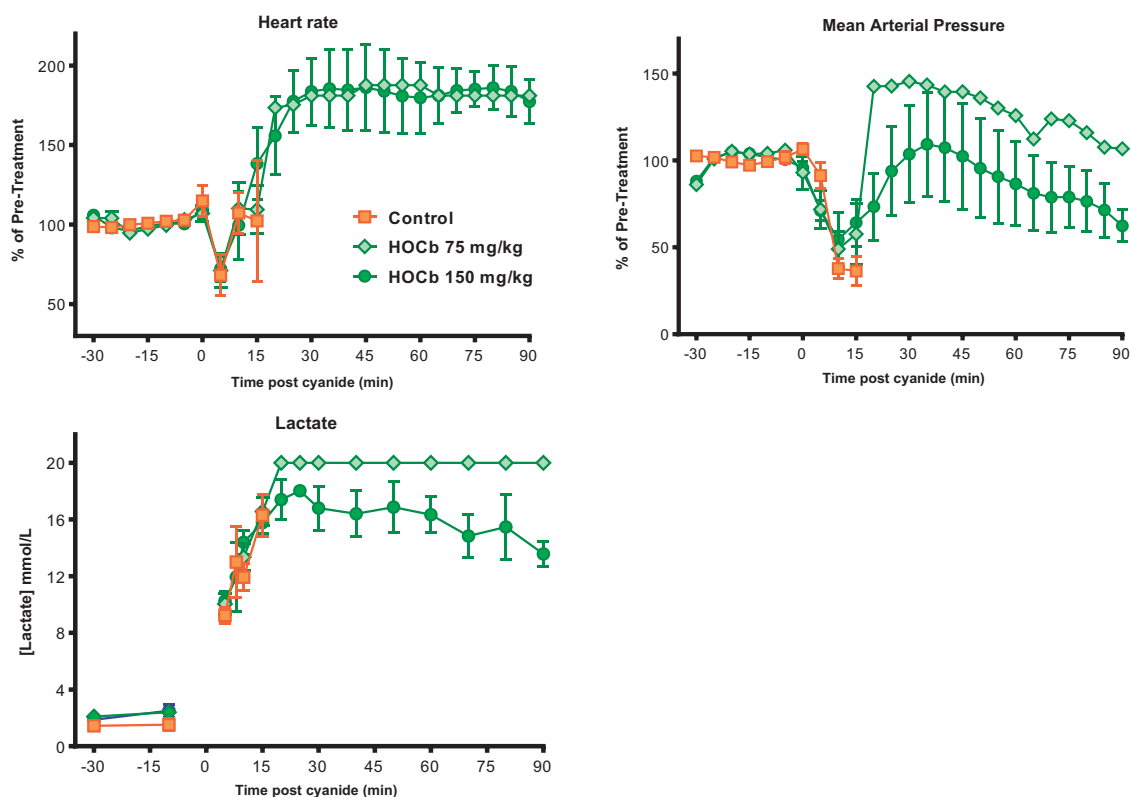 Heart rate
% of Pre-Treatment
200
150
100
50
-30 -15 0 15 30 45 60 75 90
Time post cyanide (min)
Control
HOCb 75 mg/kg
HOCb 150 mg/kg
Mean Arterial Pressure
% of Pre-Treatment
150
100
50
0
-30 -15 0 15 30 45 60 75 90
Time post cyanide (min)
Lactate
[Lactate] mmol/L
20
16
12
8
4
0
-30 -15 0 15 30 45 60 75 90
Time post cyanide (min)